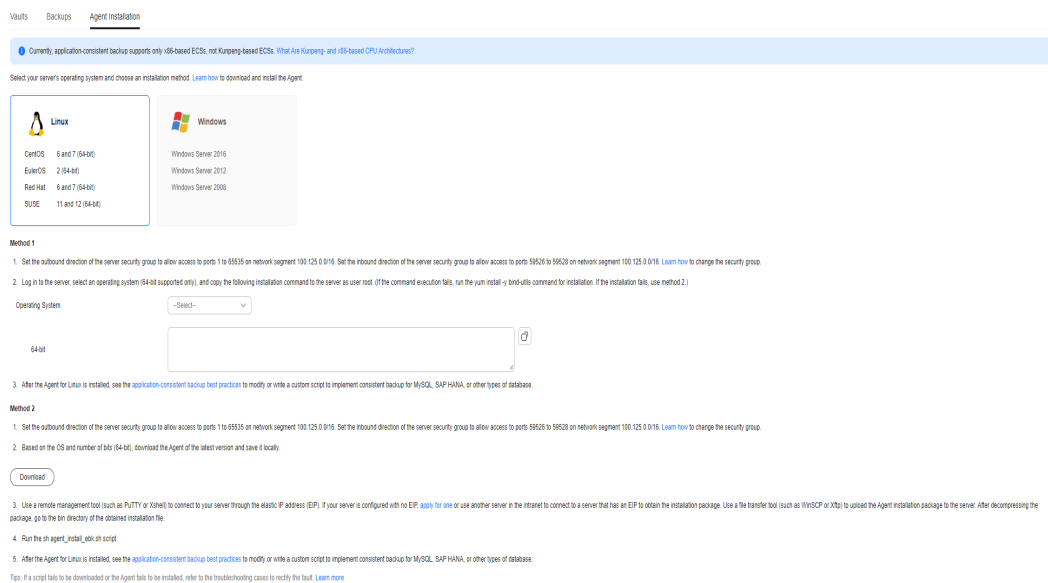 Vaults Backups Agent Installation
Currently, application-consistent backup supports only x86-based ECSs, not Kunpeng-based ECSs. What Are Kunpeng- and x86-based CPU Architectures?
Select your server's operating system and choose an installation method. Learn how to download and install the Agent.
Linux
CentOS 6 and 7 (64-bit)
EulerOS 2 (64-bit)
Red Hat 6 and 7 (64-bit)
SUSE 11 and 12 (64-bit)
Windows
Windows Server 2016
Windows Server 2012
Windows Server 2008
Method 1
1. Set the outbound direction of the server security group to allow access to ports 1 to 65535 on network segment 100.125.0.0/16. Set the inbound direction of the server security group to allow access to ports 59526 to 59528 on network segment 100.125.0.0/16. Learn how to change the security group.
2. Log in to the server, select an operating system (64-bit supported only), and copy the following installation command to the server as user root. (If the command execution fails, run the yum install -y bind-utils command for installation. If the installation fails, use method 2.)
Operating System --Select--
64-bit
3. After the Agent for Linux is installed, see the application-consistent backup best practices to modify or write a custom script to implement consistent backup for MySQL, SAP HANA, or other types of database.
Method 2
1. Set the outbound direction of the server security group to allow access to ports 1 to 65535 on network segment 100.125.0.0/16. Set the inbound direction of the server security group to allow access to ports 59526 to 59528 on network segment 100.125.0.0/16. Learn how to change the security group.
2. Based on the OS and number of bits (64-bit), download the Agent of the latest version and save it locally.
Download
3. Use a remote management tool (such as PuTTY or Xshell) to connect to your server through the elastic IP address (EIP). If your server is configured with no EIP, apply for one or use another server in the intranet to connect to a server that has an EIP to obtain the installation package. Use a file transfer tool (such as WinSCP or Xftp) to upload the Agent installation package to the server. After decompressing the
package, go to the bin directory of the obtained installation file.
4. Run the sh agent_install_ebk.sh script.
5. After the Agent for Linux is installed, see the application-consistent backup best practices to modify or write a custom script to implement consistent backup for MySQL, SAP HANA, or other types of database.
Tips: If a script fails to be downloaded or the Agent fails to be installed, refer to the troubleshooting cases to rectify the fault. Learn more